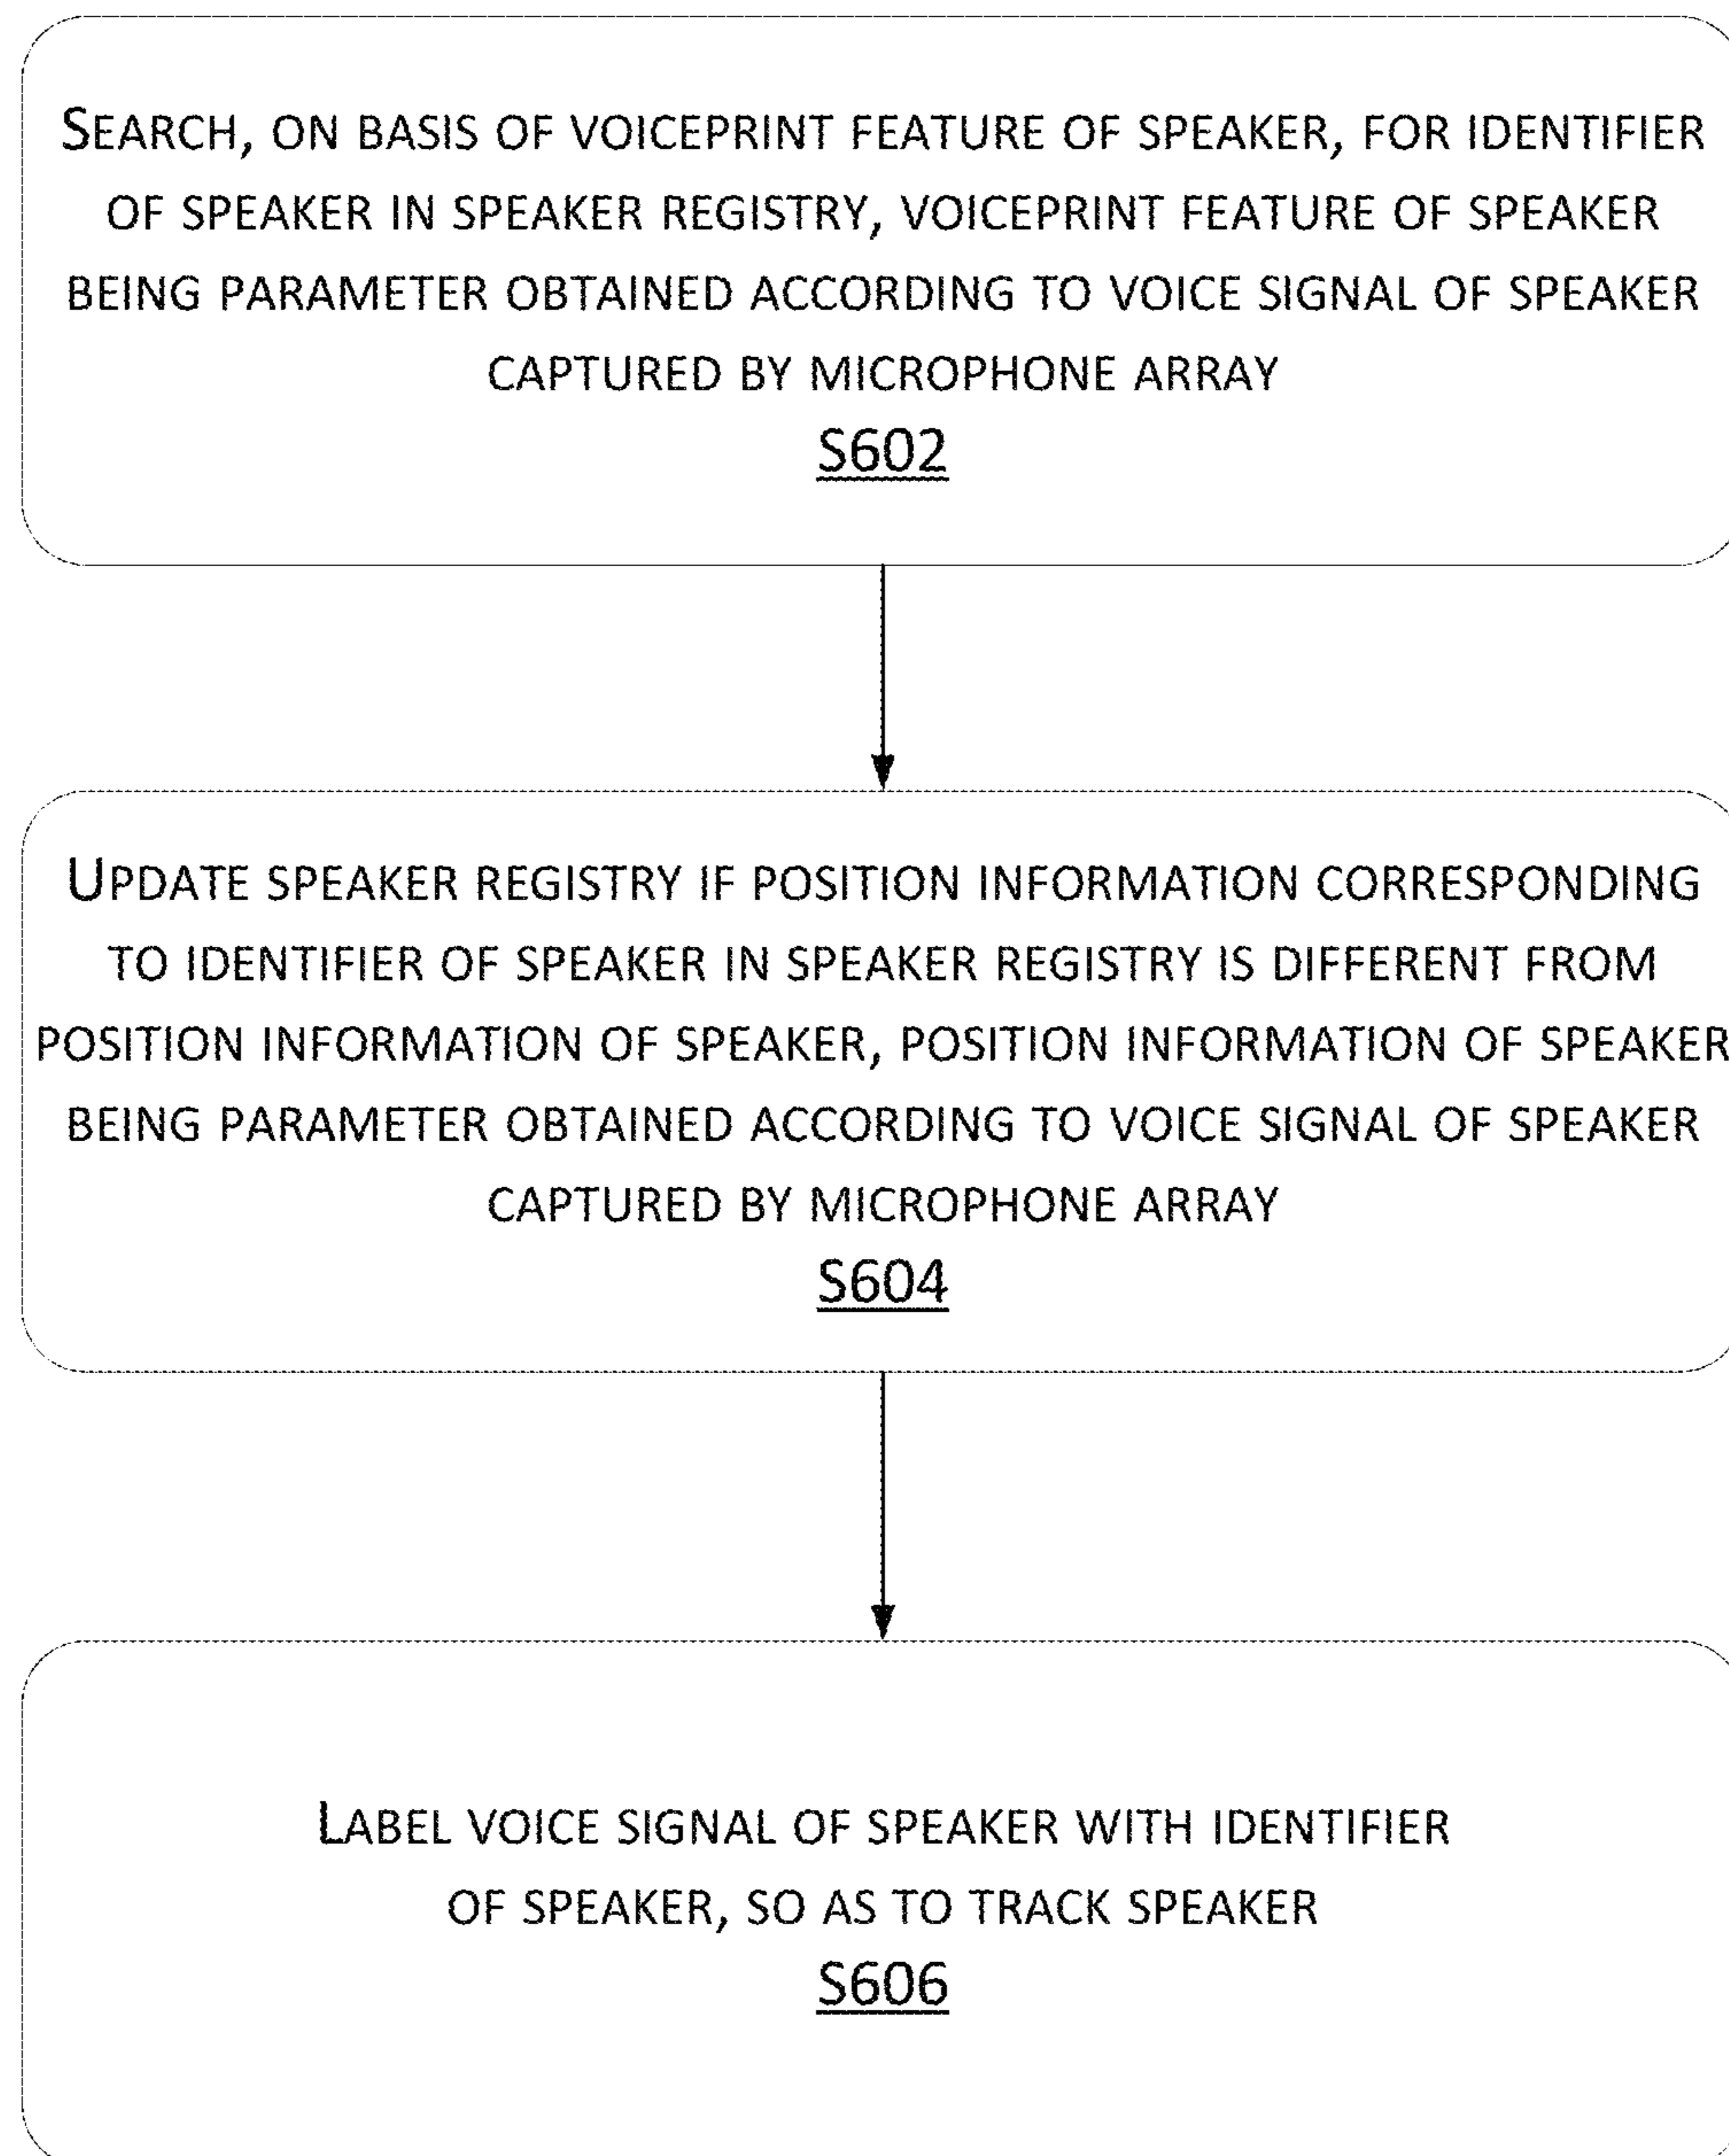 SEARCH, ON BASIS OF VOICEPRINT FEATURE OF SPEAKER, FOR IDENTIFIER
OF SPEAKER IN SPEAKER REGISTRY, VOICEPRINT FEATURE OF SPEAKER
BEING PARAMETER OBTAINED ACCORDING TO VOICE SIGNAL OF SPEAKER
CAPTURED BY MICROPHONE ARRAY
S602
UPDATE SPEAKER REGISTRY IF POSITION INFORMATION CORRESPONDING
TO IDENTIFIER OF SPEAKER IN SPEAKER REGISTRY IS DIFFERENT FROM
POSITION INFORMATION OF SPEAKER, POSITION INFORMATION OF SPEAKER
BEING PARAMETER OBTAINED ACCORDING TO VOICE SIGNAL OF SPEAKER
CAPTURED BY MICROPHONE ARRAY
S604
LABEL VOICE SIGNAL OF SPEAKER WITH IDENTIFIER
OF SPEAKER, SO AS TO TRACK SPEAKER
S606